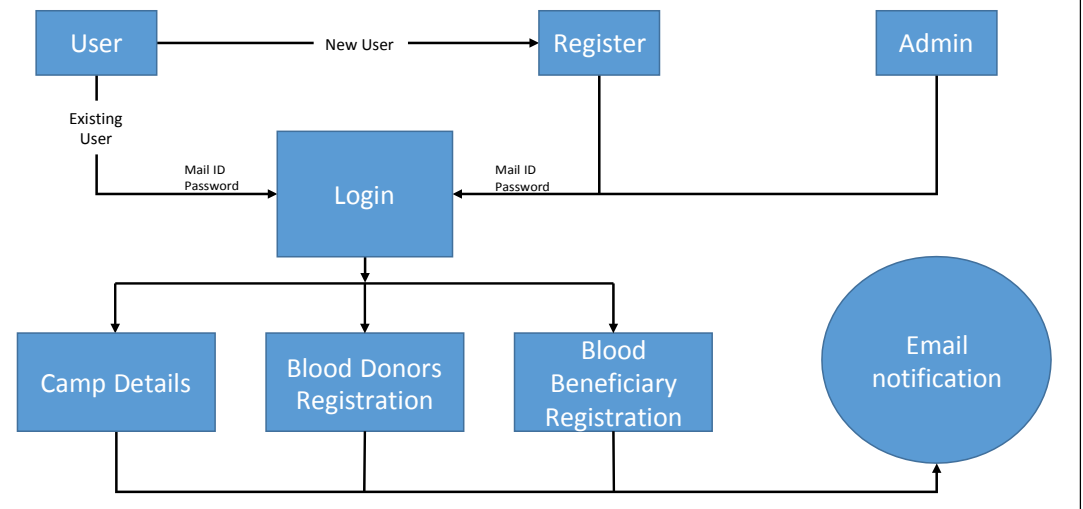 User
New User
Register
Admin
Existing
User
Mail ID
Password
Mail ID
Password
Login
Camp Details
Blood Donors
Registration
Blood
Beneficiary
Registration
Email
notification